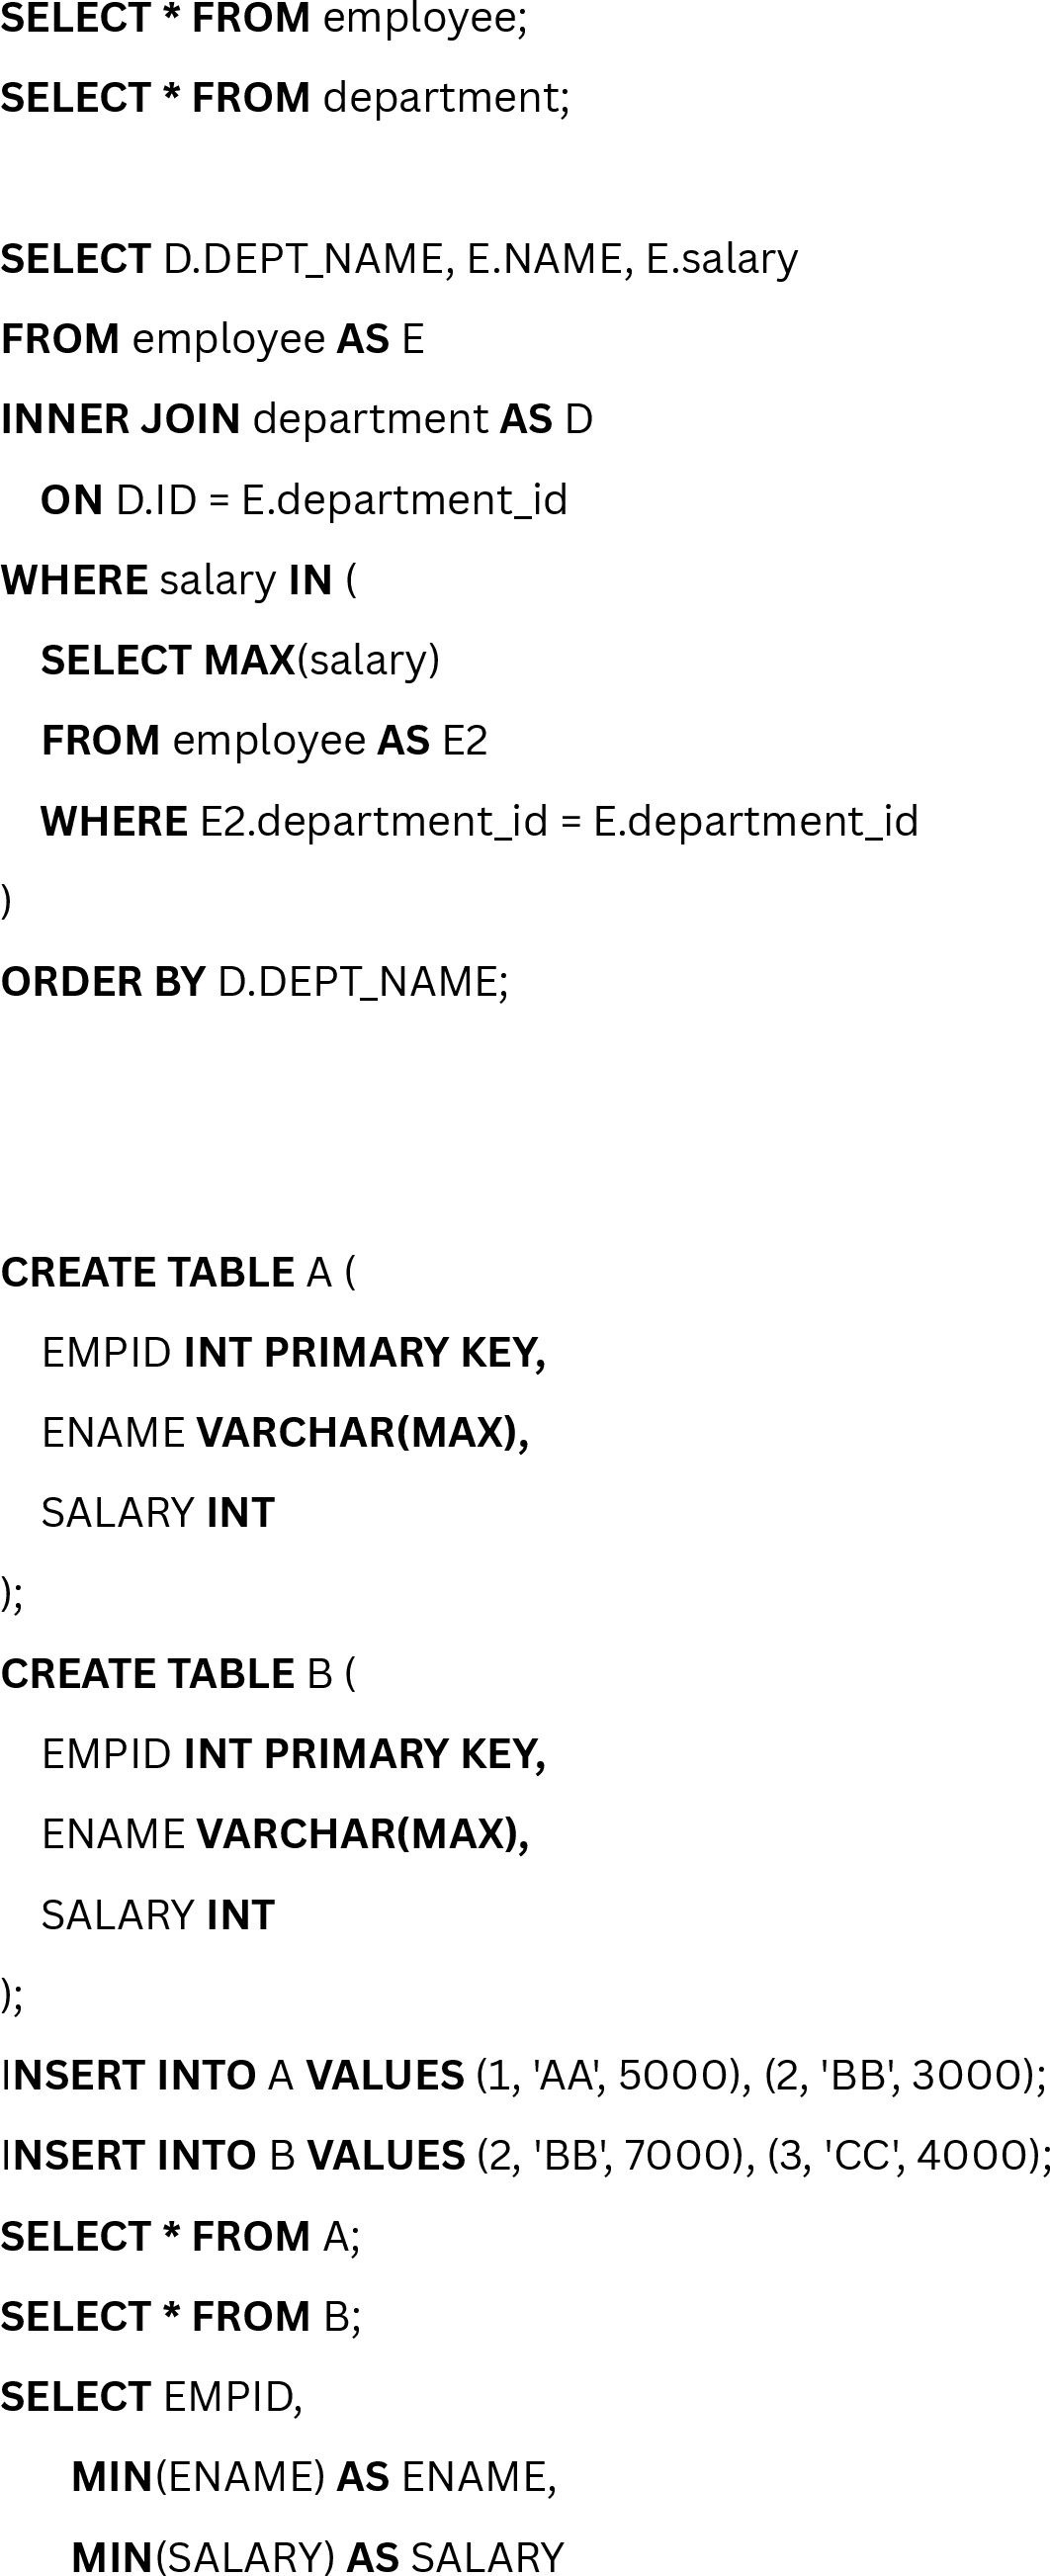 SELECT * FROM employee;
SELECT * FROM department;
SELECT D.DEPT_NAME, E.NAME, E.salary
FROM employee AS E
INNER JOIN department AS D
ON D.ID = E.department_id
WHERE salary IN (
SELECT MAX(salary)
FROM employee AS E2
WHERE E2.department_id = E.department_id
)
ORDER BY D.DEPT_NAME;
CREATE TABLE A (
EMPID INT PRIMARY KEY,
ENAME VARCHAR(MAX),
SALARY INT
);
CREATE TABLE B (
EMPID INT PRIMARY KEY,
ENAME VARCHAR(MAX),
SALARY INT
);
INSERT INTO A VALUES (1, 'AA', 5000), (2, 'BB', 3000);
INSERT INTO B VALUES (2, 'BB', 7000), (3, 'CC', 4000);
SELECT * FROM A;
SELECT * FROM B;
SELECT EMPID,
MIN(ENAME) AS ENAME,
MIN(SALARY) AS SALARY